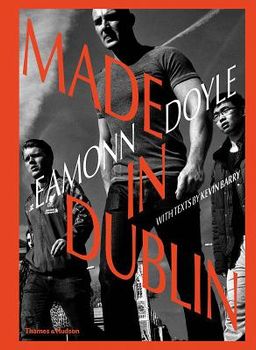 MADE
EAMONN DOYLE
IN
WITH TEXTS BY KEVIN BARRY
DUBLIN
Thames & Hudson